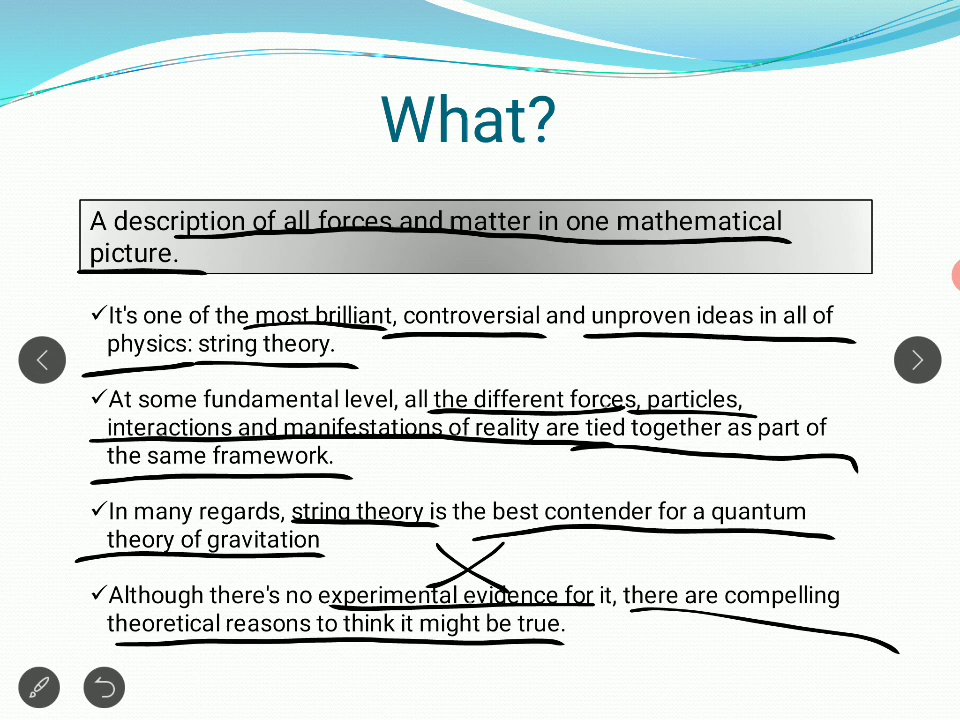 What?
A description of all forces and matter in one mathematical
picture.
✓It's one of the most brilliant, controversial and unproven ideas in all of
physics: string theory.
✓At some fundamental level, all the different forces, particles,
interactions and manifestations of reality are tied together as part of
the same framework.
✓In many regards, string theory is the best contender for a quantum
theory of gravitation
✓Although there's no experimental evidence for it, there are compelling
theoretical reasons to think it might be true.